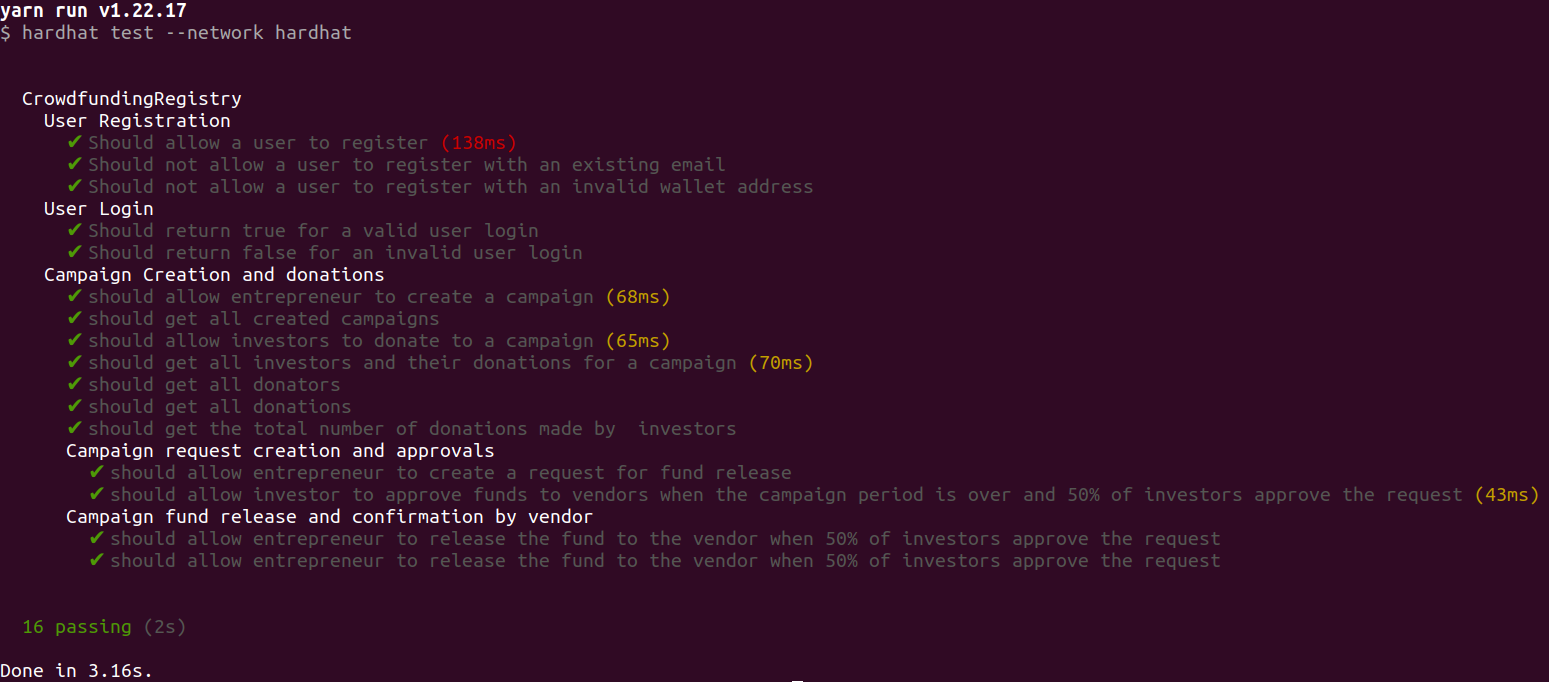 yarn run v1.22.17
$ hardhat test --network hardhat
CrowdfundingRegistry
User Registration
✔ Should allow a user to register (138ms)
✔ Should not allow a user to register with an existing email
✔ Should not allow a user to register with an invalid wallet address
User Login
✔ Should return true for a valid user login
✔ Should return false for an invalid user login
Campaign Creation and donations
✔ should allow entrepreneur to create a campaign (68ms)
✔ should get all created campaigns
✔ should allow investors to donate to a campaign (65ms)
✔ should get all investors and their donations for a campaign (70ms)
✔ should get all donators
✔ should get all donations
✔ should get the total number of donations made by  investors
Campaign request creation and approvals
✔ should allow entrepreneur to create a request for fund release
✔ should allow investor to approve funds to vendors when the campaign period is over and 50% of investors approve the request (43ms)
Campaign fund release and confirmation by vendor
✔ should allow entrepreneur to release the fund to the vendor when 50% of investors approve the request
✔ should allow entrepreneur to release the fund to the vendor when 50% of investors approve the request
16 passing (2s)
Done in 3.16s.